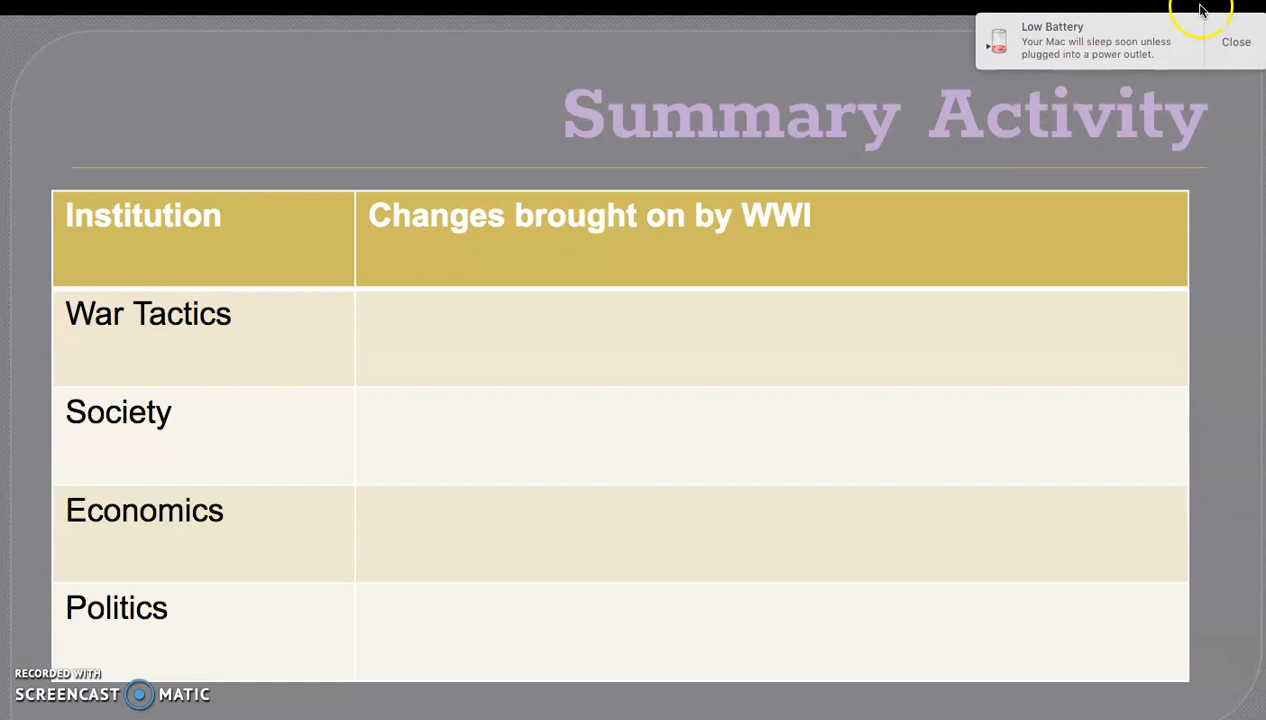 Low Battery
Your Mac will sleep soon unless
plugged into a power outlet.
Close
Summary Activity
Institution
Changes brought on by WWI
War Tactics
Society
Economics
Politics
RECORDED WITH
SCREENCAST MATIC